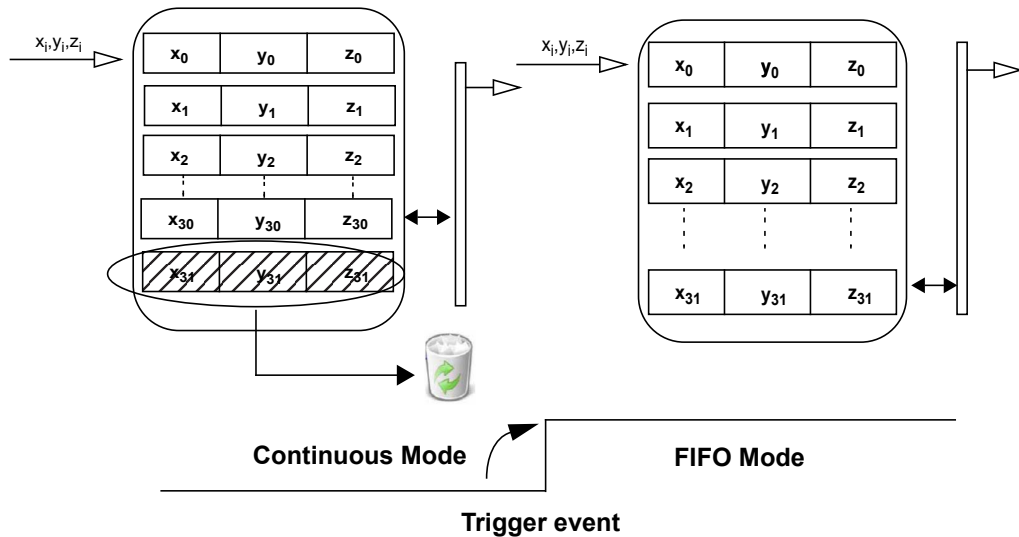 xi,yi,zi
x0 y0 z0
x1 y1 z1
x2 y2 z2
x30 y30 z30
x31 y31 z31
xi,yi,zi
x0 y0 z0
x1 y1 z1
x2 y2 z2
x31 y31 z31
Continuous Mode
FIFO Mode
Trigger event